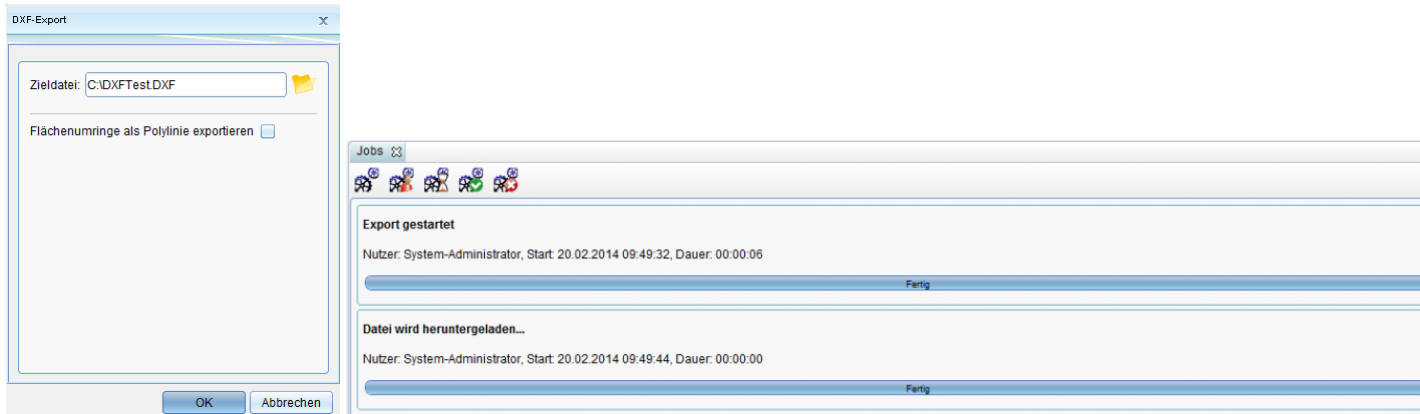 DXF-Export
Zieldatei: C:\DXFTest.DXF
Flächenumringe als Polylinie exportieren
OK Abbrechen
Jobs
Export gestartet
Nutzer: System-Administrator, Start: 20.02.2014 09:49:32, Dauer: 00:00:06
Fertig
Datei wird heruntergeladen...
Nutzer: System-Administrator, Start: 20.02.2014 09:49:44, Dauer: 00:00:00
Fertig